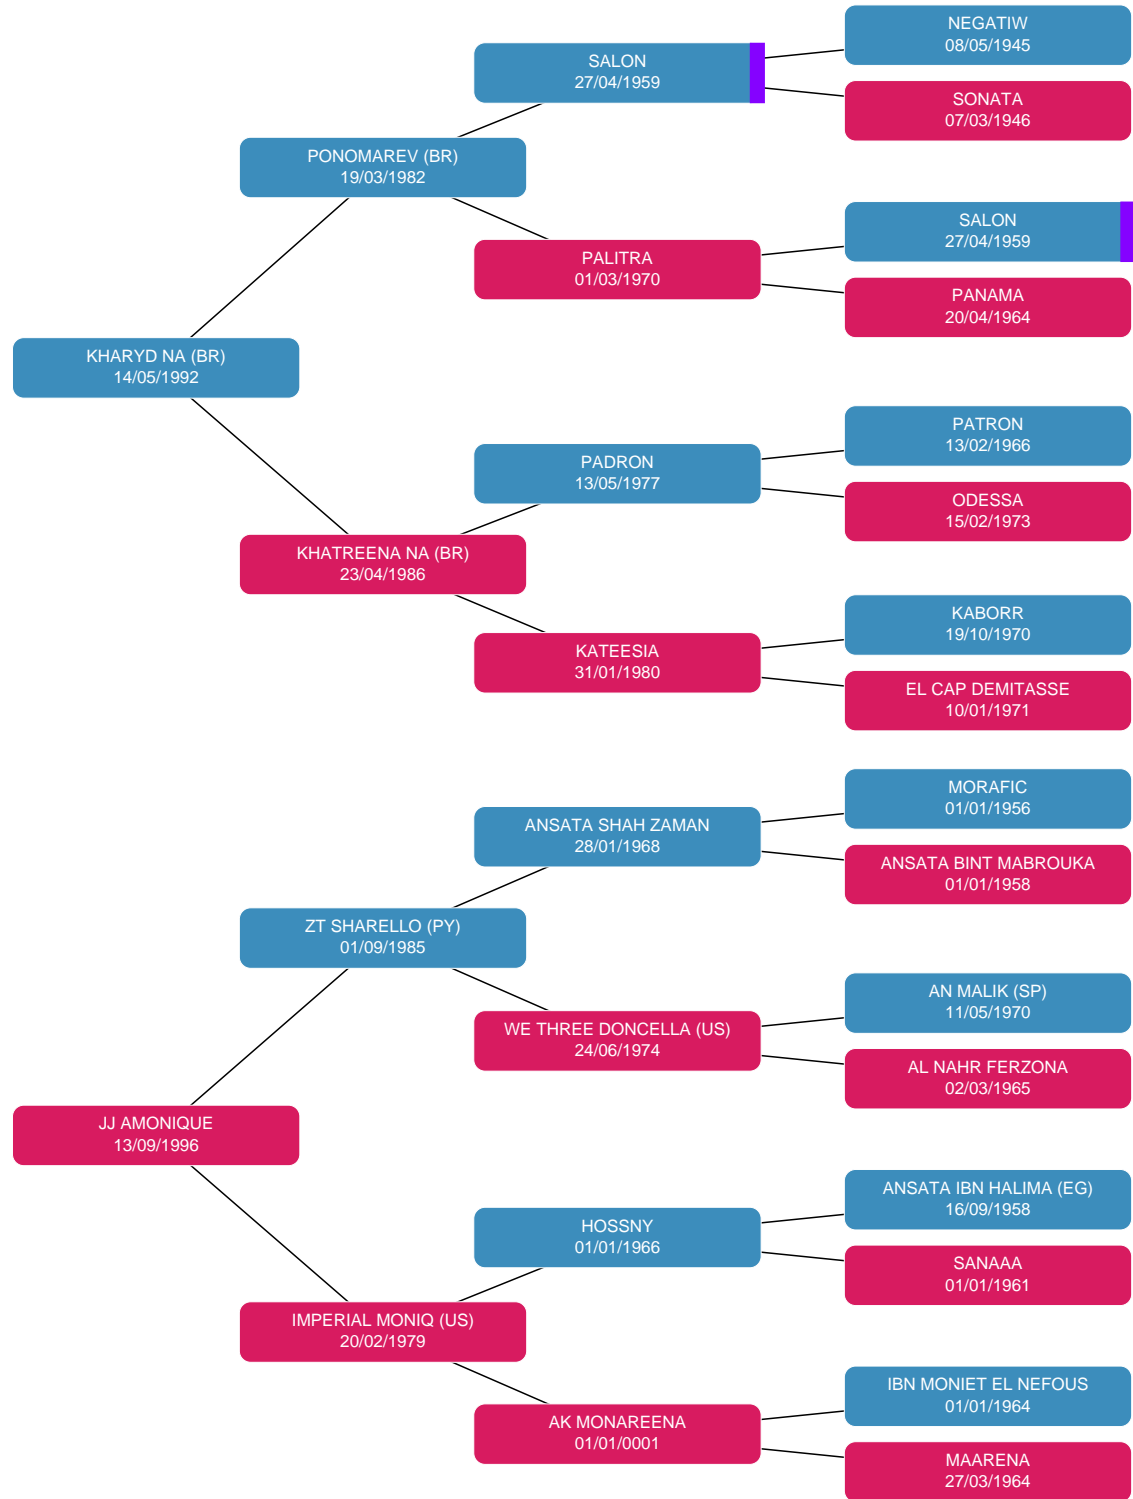 NEGATIW
08/05/1945
SALON
27/04/1959
SONATA
07/03/1946
PONOMAREV (BR)
19/03/1982
SALON
27/04/1959
PALITRA
01/03/1970
PANAMA
20/04/1964
KHARYD NA (BR)
14/05/1992
PATRON
13/02/1966
PADRON
13/05/1977
ODESSA
15/02/1973
KHATREENA NA (BR)
23/04/1986
KABORR
19/10/1970
KATEESIA
31/01/1980
EL CAP DEMITASSE
10/01/1971
MORAFIC
01/01/1956
ANSATA SHAH ZAMAN
28/01/1968
ANSATA BINT MABROUKA
01/01/1958
ZT SHARELLO (PY)
01/09/1985
AN MALIK (SP)
11/05/1970
WE THREE DONCELLA (US)
24/06/1974
AL NAHR FERZONA
02/03/1965
JJ AMONIQUE
13/09/1996
ANSATA IBN HALIMA (EG)
16/09/1958
HOSSNY
01/01/1966
SANAAA
01/01/1961
IMPERIAL MONIQ (US)
20/02/1979
IBN MONIET EL NEFOUS
01/01/1964
AK MONAREENA
01/01/0001
MAARENA
27/03/1964